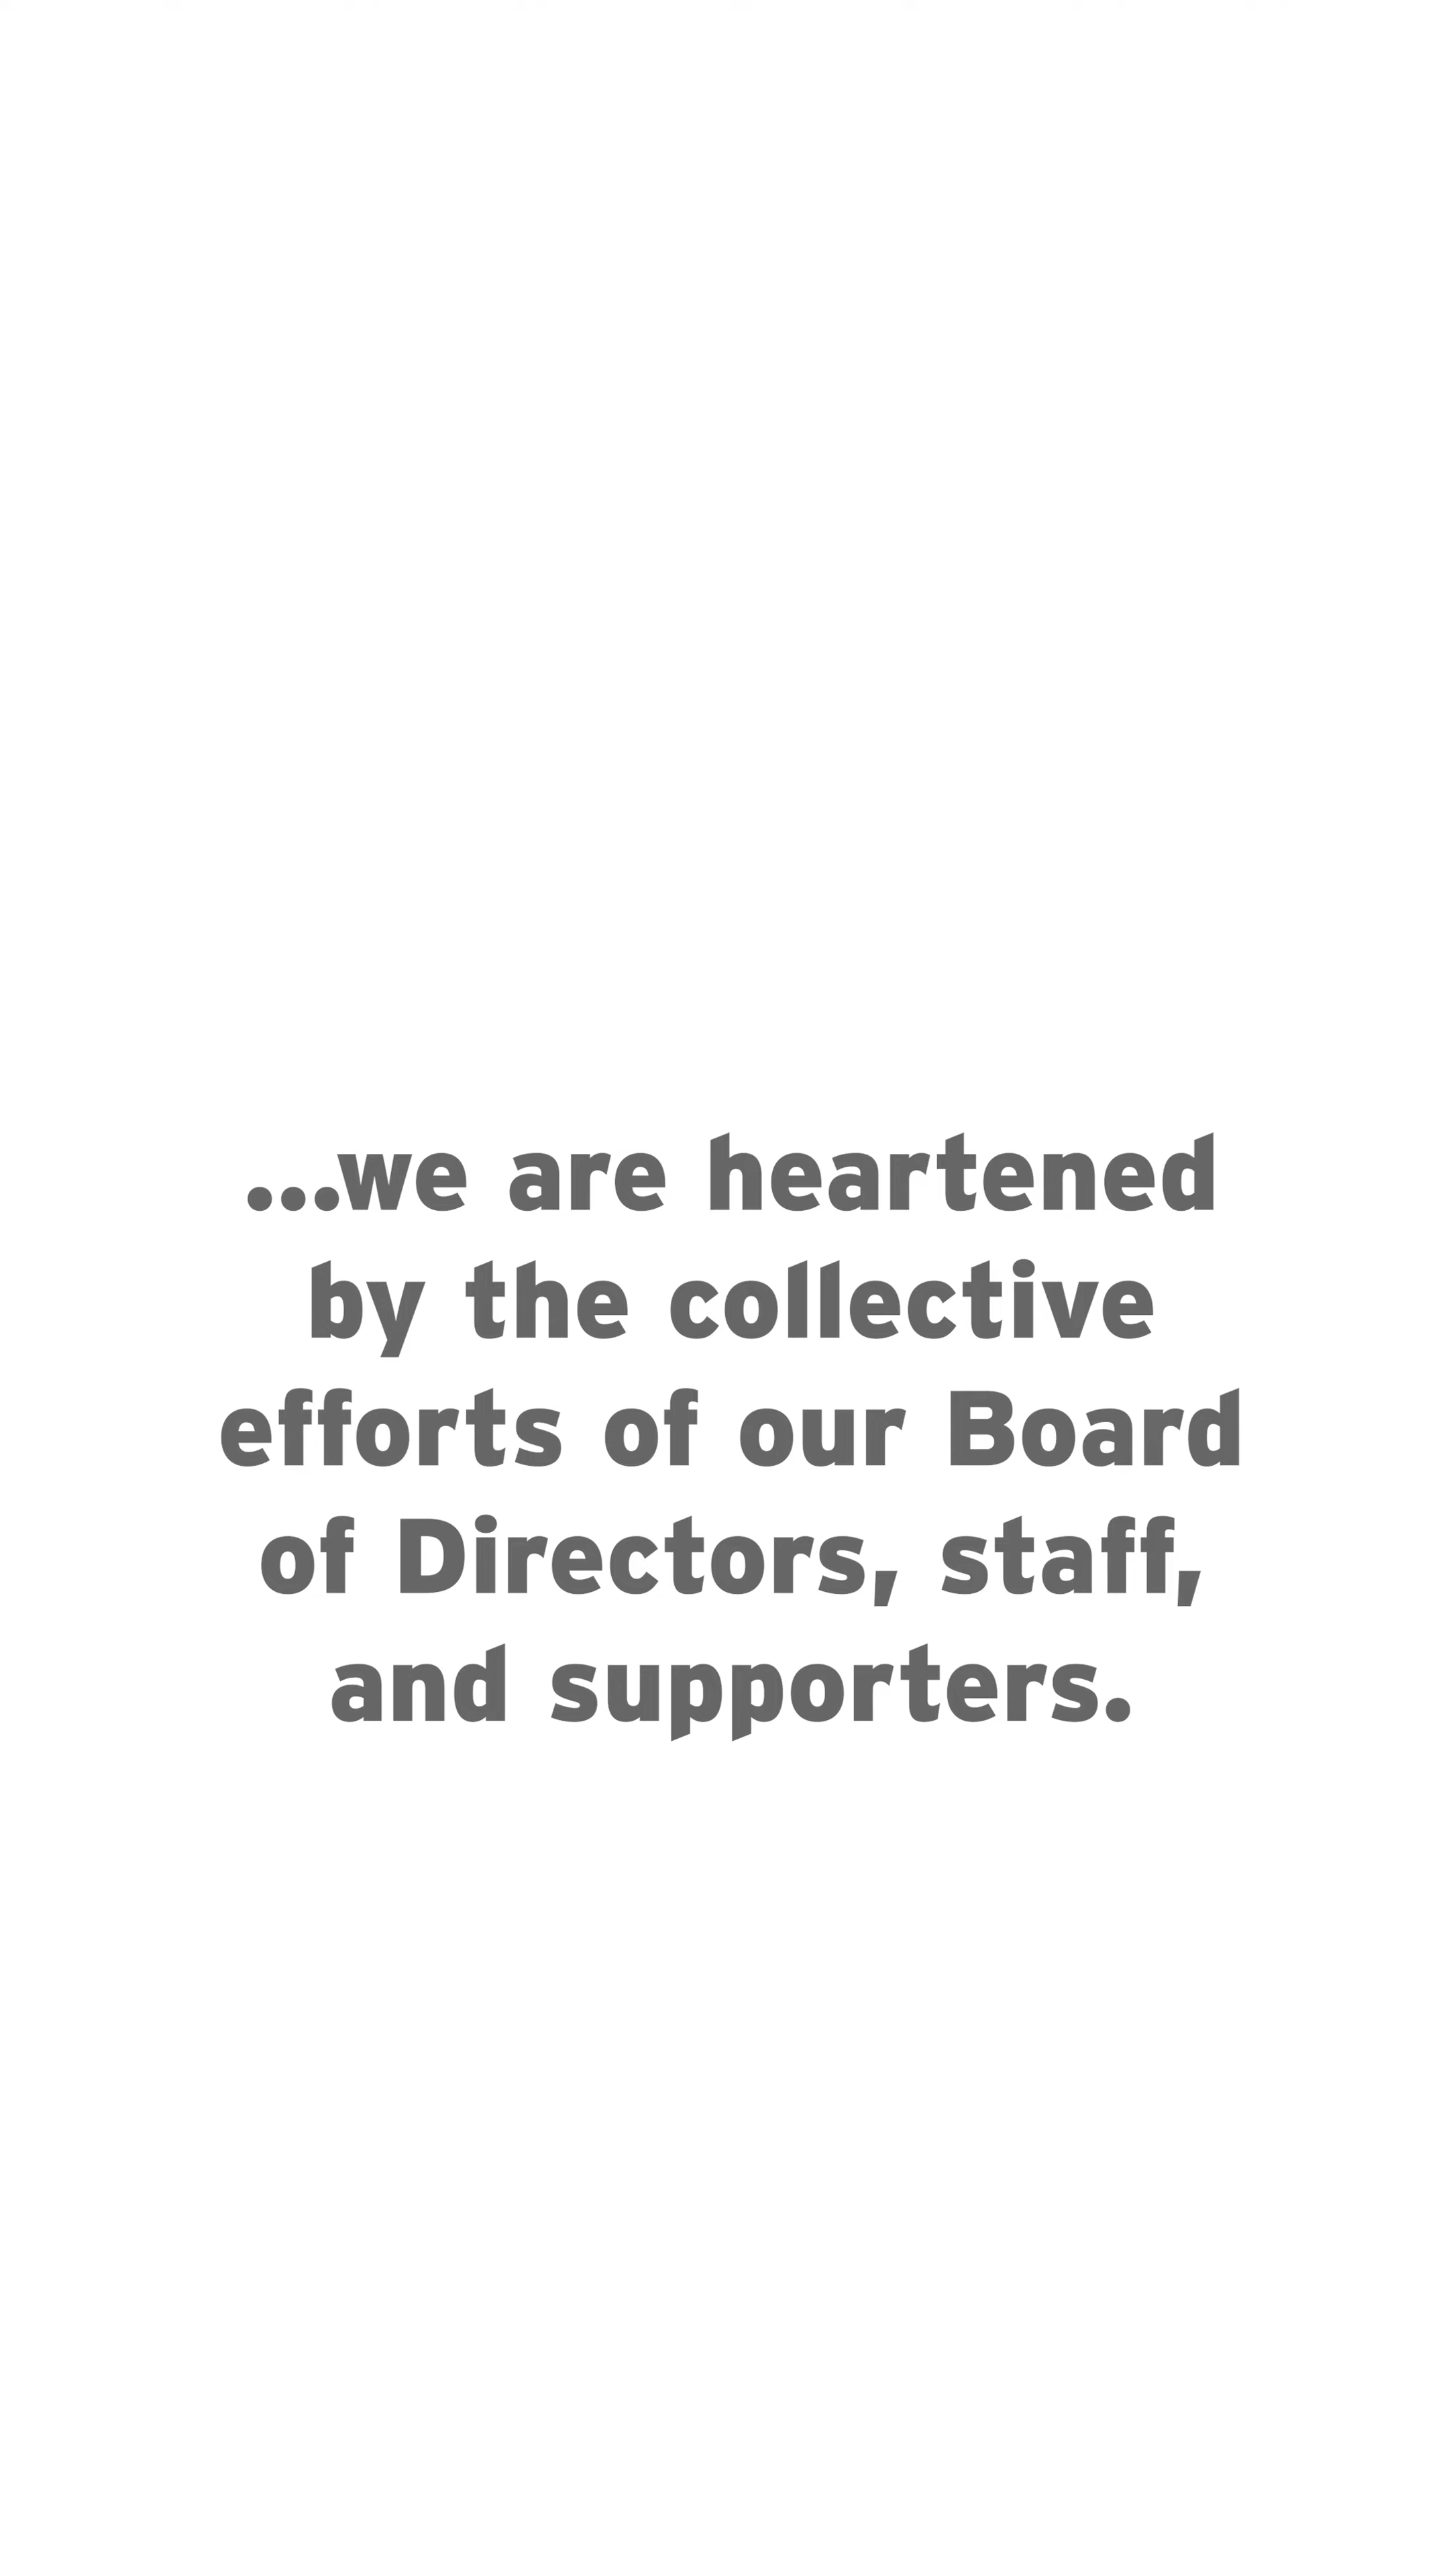 ...we are heartened
by the collective
efforts of our Board
of Directors, staff,
and supporters.